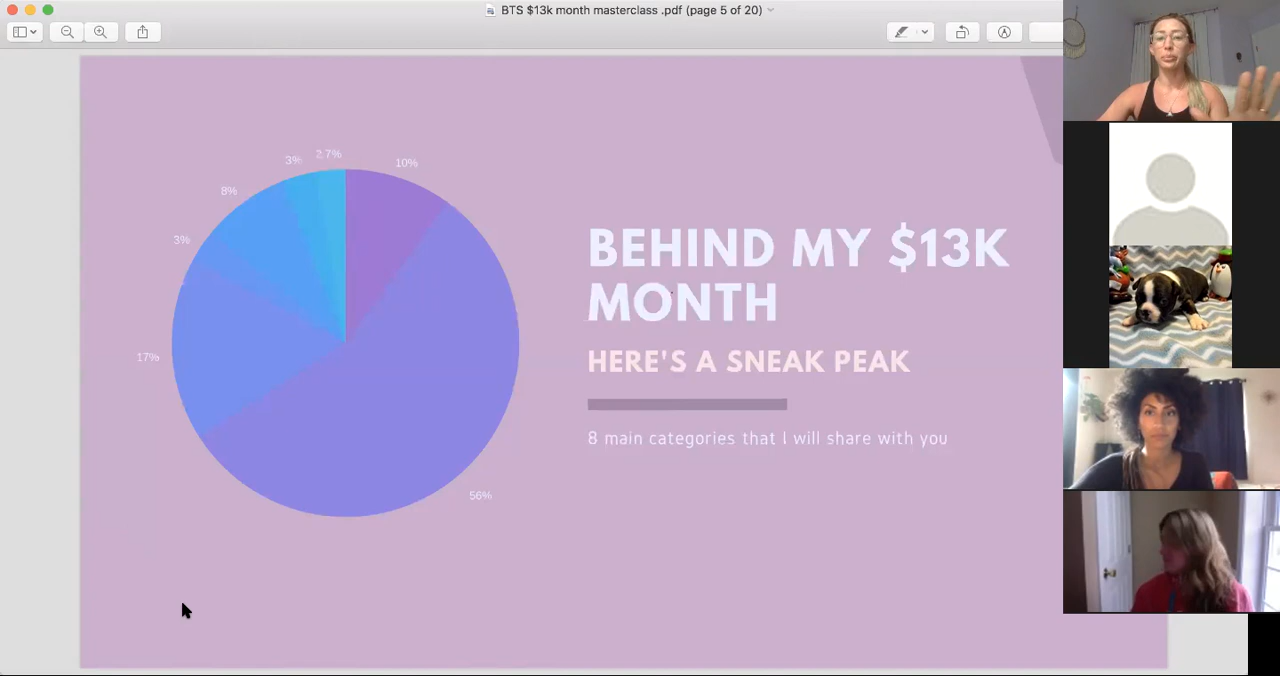 BTS $13k month masterclass .pdf (page 5 of 20)
3%
2.7%
10%
8%
3%
17%
56%
BEHIND MY $13K
MONTH
HERE'S A SNEAK PEAK
8 main categories that I will share with you